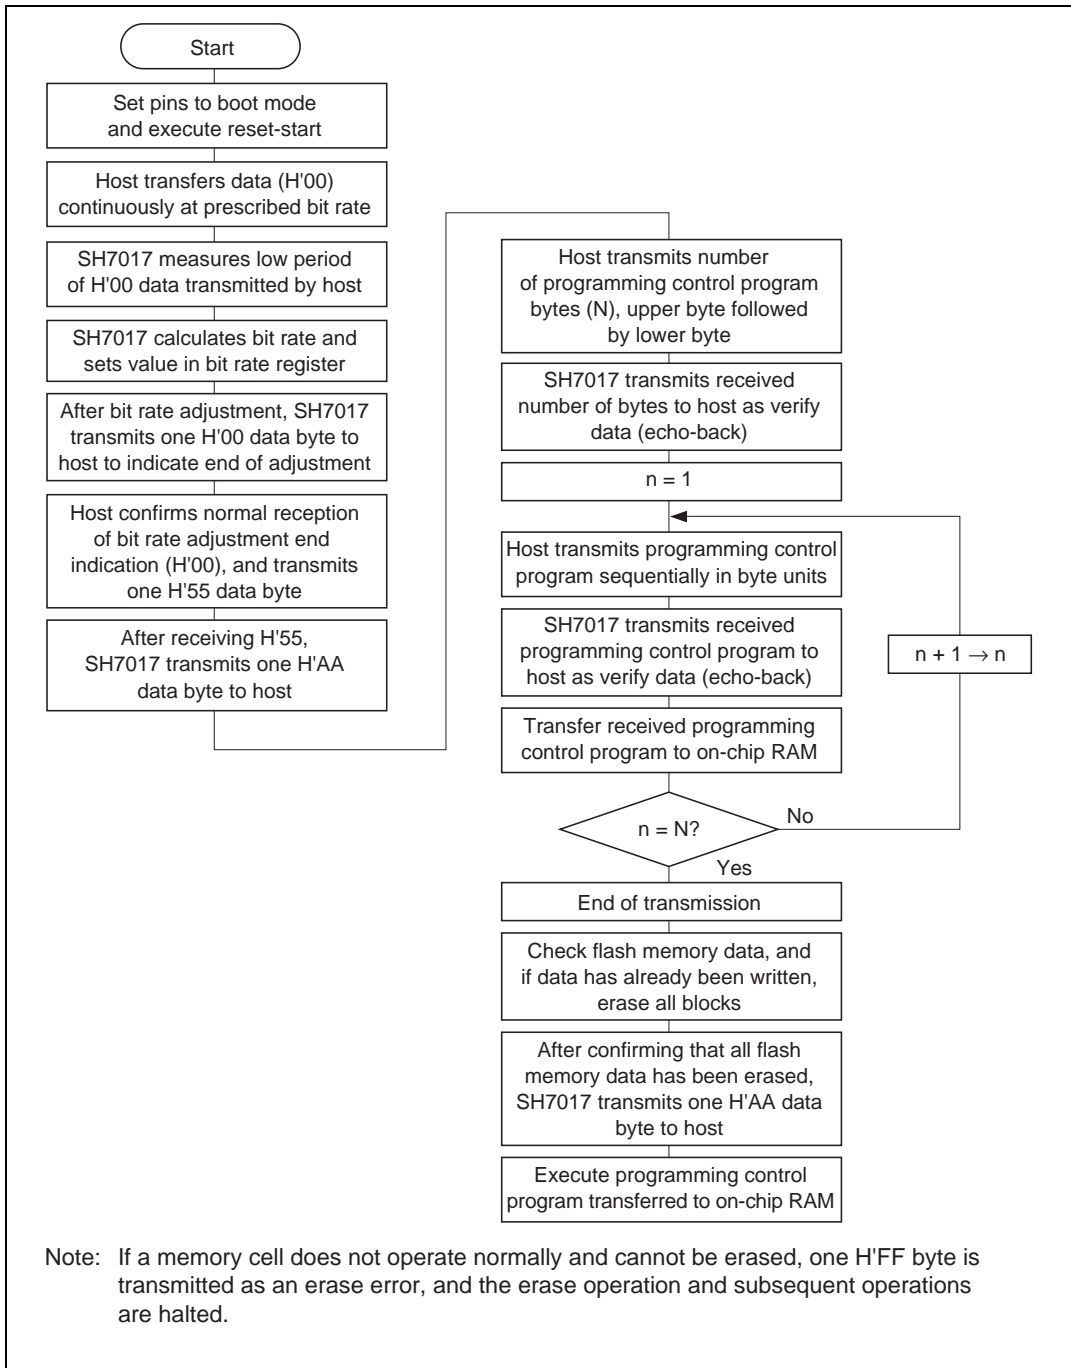 Start
Set pins to boot mode
and execute reset-start
Host transfers data (H'00)
continuously at prescribed bit rate
SH7017 measures low period
of H'00 data transmitted by host
SH7017 calculates bit rate and
sets value in bit rate register
After bit rate adjustment, SH7017
transmits one H'00 data byte to
host to indicate end of adjustment
Host confirms normal reception
of bit rate adjustment end
indication (H'00), and transmits
one H'55 data byte
After receiving H'55,
SH7017 transmits one H'AA
data byte to host
Host transmits number
of programming control program
bytes (N), upper byte followed
by lower byte
SH7017 transmits received
number of bytes to host as verify
data (echo-back)
n = 1
Host transmits programming control
program sequentially in byte units
SH7017 transmits received
programming control program to
host as verify data (echo-back)
n + 1 → n
Transfer received programming
control program to on-chip RAM
n = N?
No
Yes
End of transmission
Check flash memory data, and
if data has already been written,
erase all blocks
After confirming that all flash
memory data has been erased,
SH7017 transmits one H'AA data
byte to host
Execute programming control
program transferred to on-chip RAM
Note: If a memory cell does not operate normally and cannot be erased, one H'FF byte is
transmitted as an erase error, and the erase operation and subsequent operations
are halted.